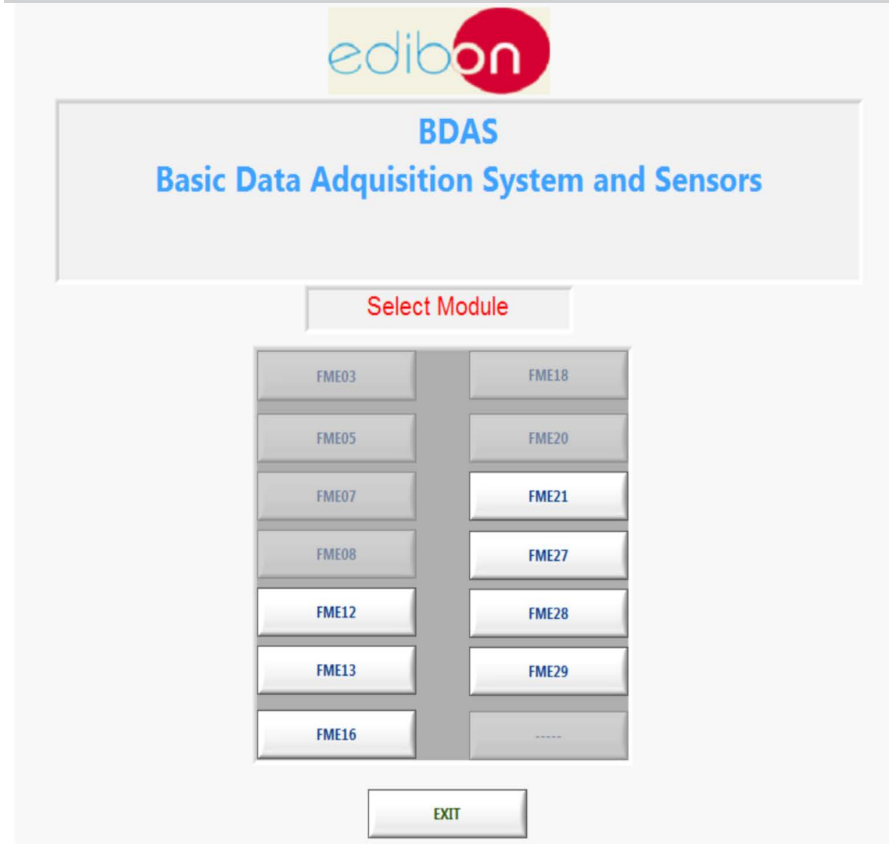 edibon
BDAS
Basic Data Adquisition System and Sensors
Select Module
FME03 FME18
FME05 FME20
FME07 FME21
FME08 FME27
FME12 FME28
FME13 FME29
FME16 -----
EXIT